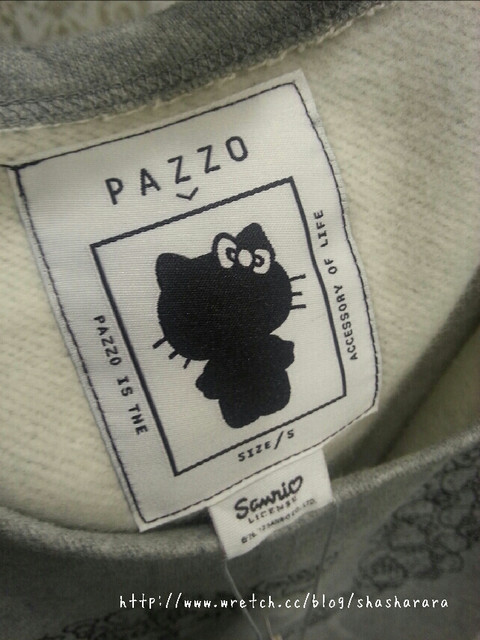 PAZZO
PAZZO IS THE
ACCESSORY OF LIFE
SIZE/S
Sanrio
LICENSE
http://www.wretch.cc/blog/shasharara